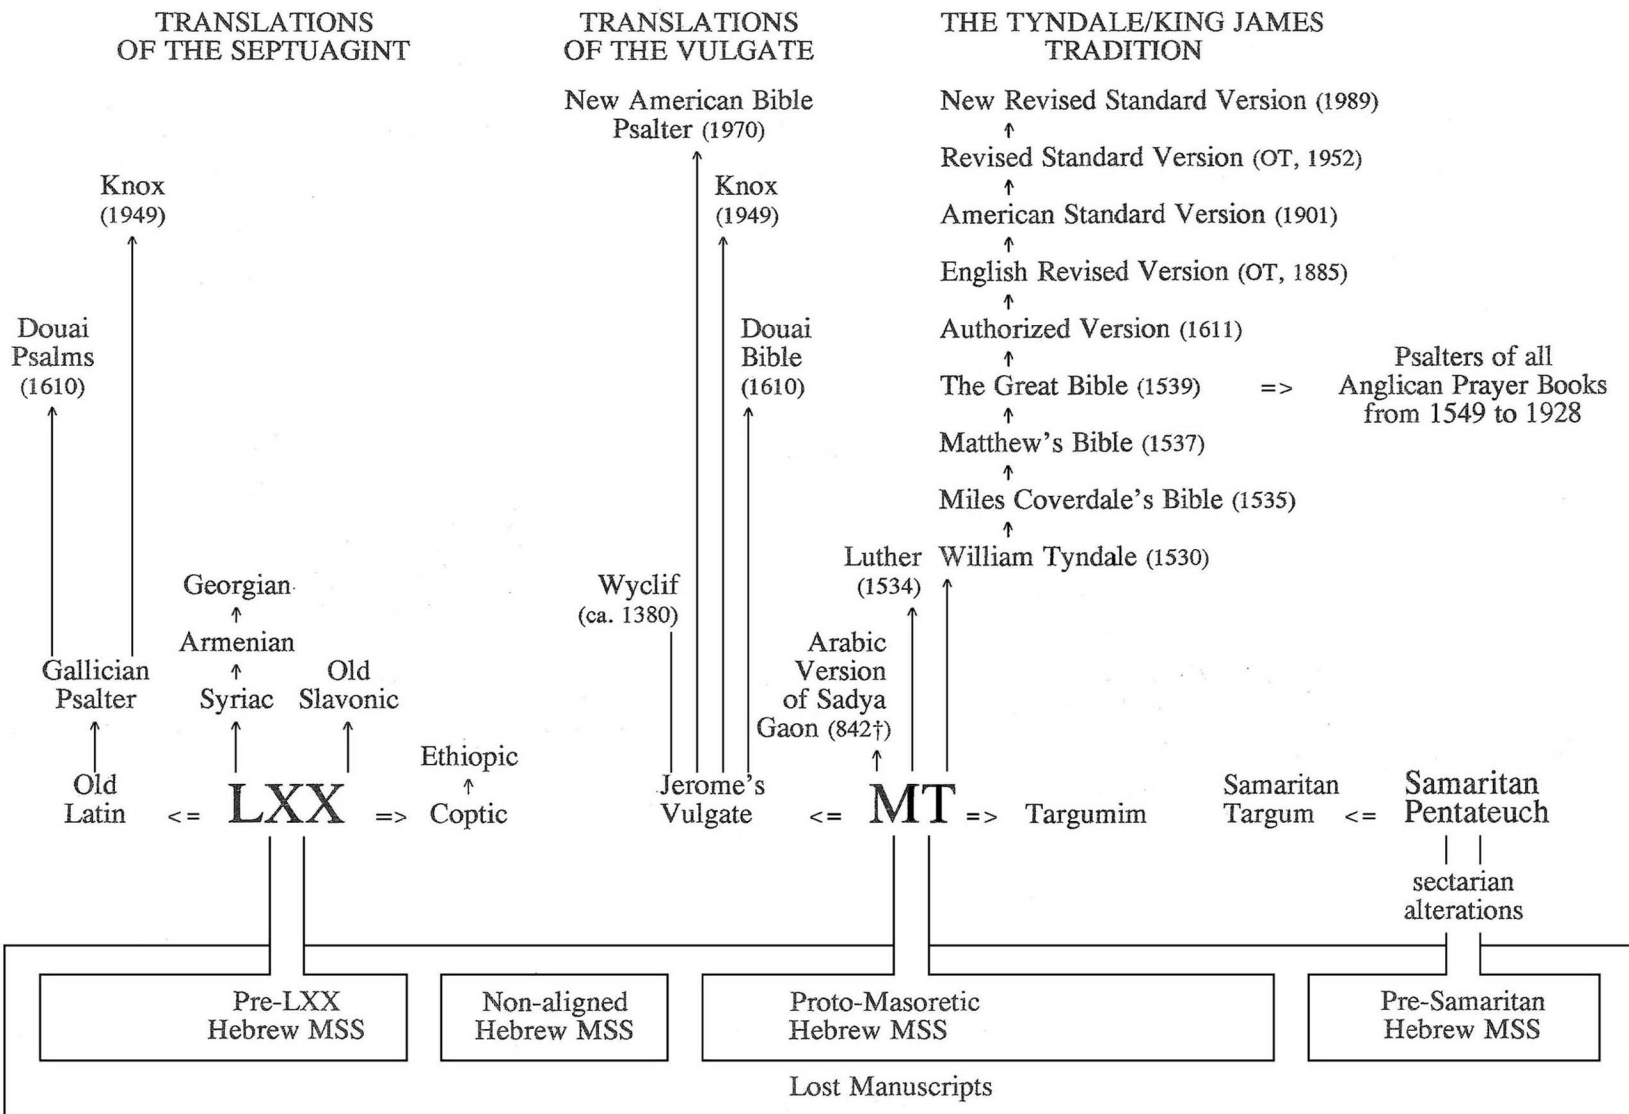 TRANSLATIONS
OF THE SEPTUAGINT
TRANSLATIONS
OF THE VULGATE
THE TYNDALE/KING JAMES
TRADITION
New American Bible
Psalter (1970)
New Revised Standard Version (1989)
Revised Standard Version (OT, 1952)
Knox
(1949)
Knox
(1949)
American Standard Version (1901)
English Revised Version (OT, 1885)
Douai
Psalms
(1610)
Douai
Bible
(1610)
Authorized Version (1611)
The Great Bible (1539) =>
Psalters of all
Anglican Prayer Books
from 1549 to 1928
Matthew's Bible (1537)
Miles Coverdale's Bible (1535)
Luther
(1534)
William Tyndale (1530)
Georgian
Armenian
Syriac
Wyclif
(ca. 1380)
Arabic
Version
of Sadya
Gaon (842†)
Gallician
Psalter
Old
Slavonic
Ethiopic
Coptic
Old
Latin
<= LXX =>
Jerome's
Vulgate
<= MT => Targumim
Samaritan
Targum
<=
Samaritan
Pentateuch
sectarian
alterations
Pre-LXX
Hebrew MSS
Non-aligned
Hebrew MSS
Proto-Masoretic
Hebrew MSS
Pre-Samaritan
Hebrew MSS
Lost Manuscripts